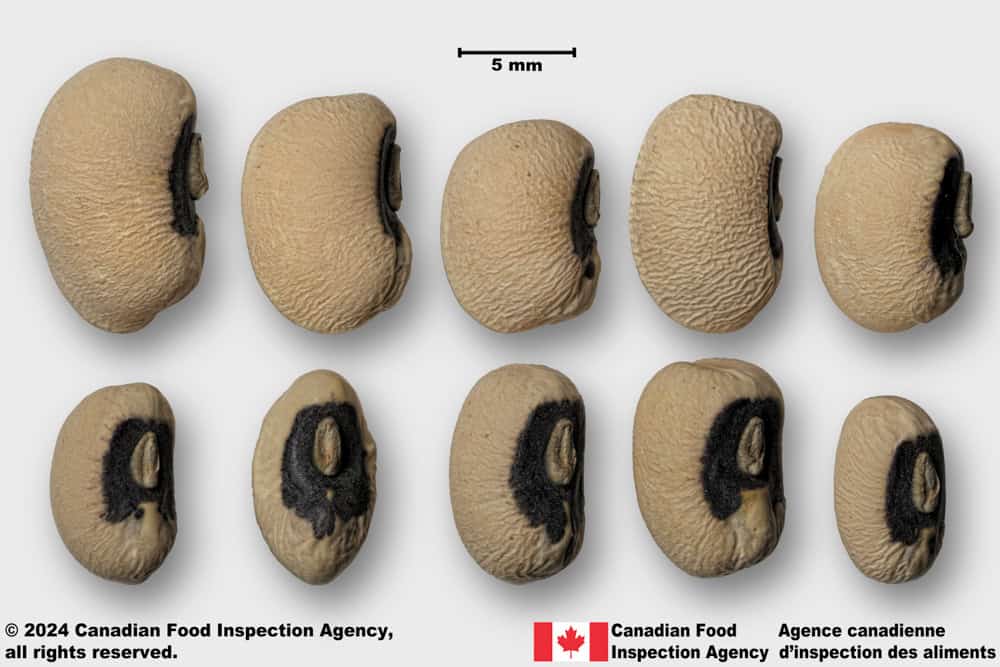 5 mm
© 2024 Canadian Food Inspection Agency,
all rights reserved.
Canadian Food
Inspection Agency
Agence canadienne
d'inspection des aliments